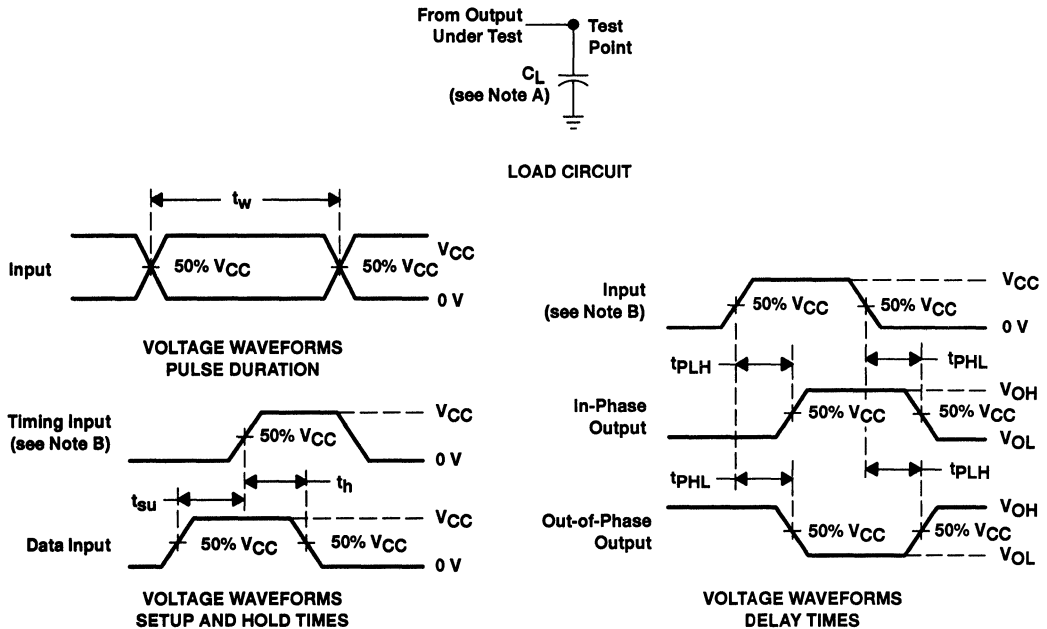 From Output
Under Test
Test
Point
CL
(see Note A)
LOAD CIRCUIT
tw
Input
50% VCC
50% VCC
VCC
0 V
VOLTAGE WAVEFORMS
PULSE DURATION
Timing Input
(see Note B)
50% VCC
VCC
0 V
th
tsu
Data Input
50% VCC
50% VCC
VCC
0 V
VOLTAGE WAVEFORMS
SETUP AND HOLD TIMES
Input
(see Note B)
50% VCC
50% VCC
VCC
0 V
tPLH
tPHL
In-Phase
Output
50% VCC
50% VCC
VOH
VOL
tPHL
tPLH
Out-of-Phase
Output
50% VCC
50% VCC
VOH
VOL
VOLTAGE WAVEFORMS
DELAY TIMES